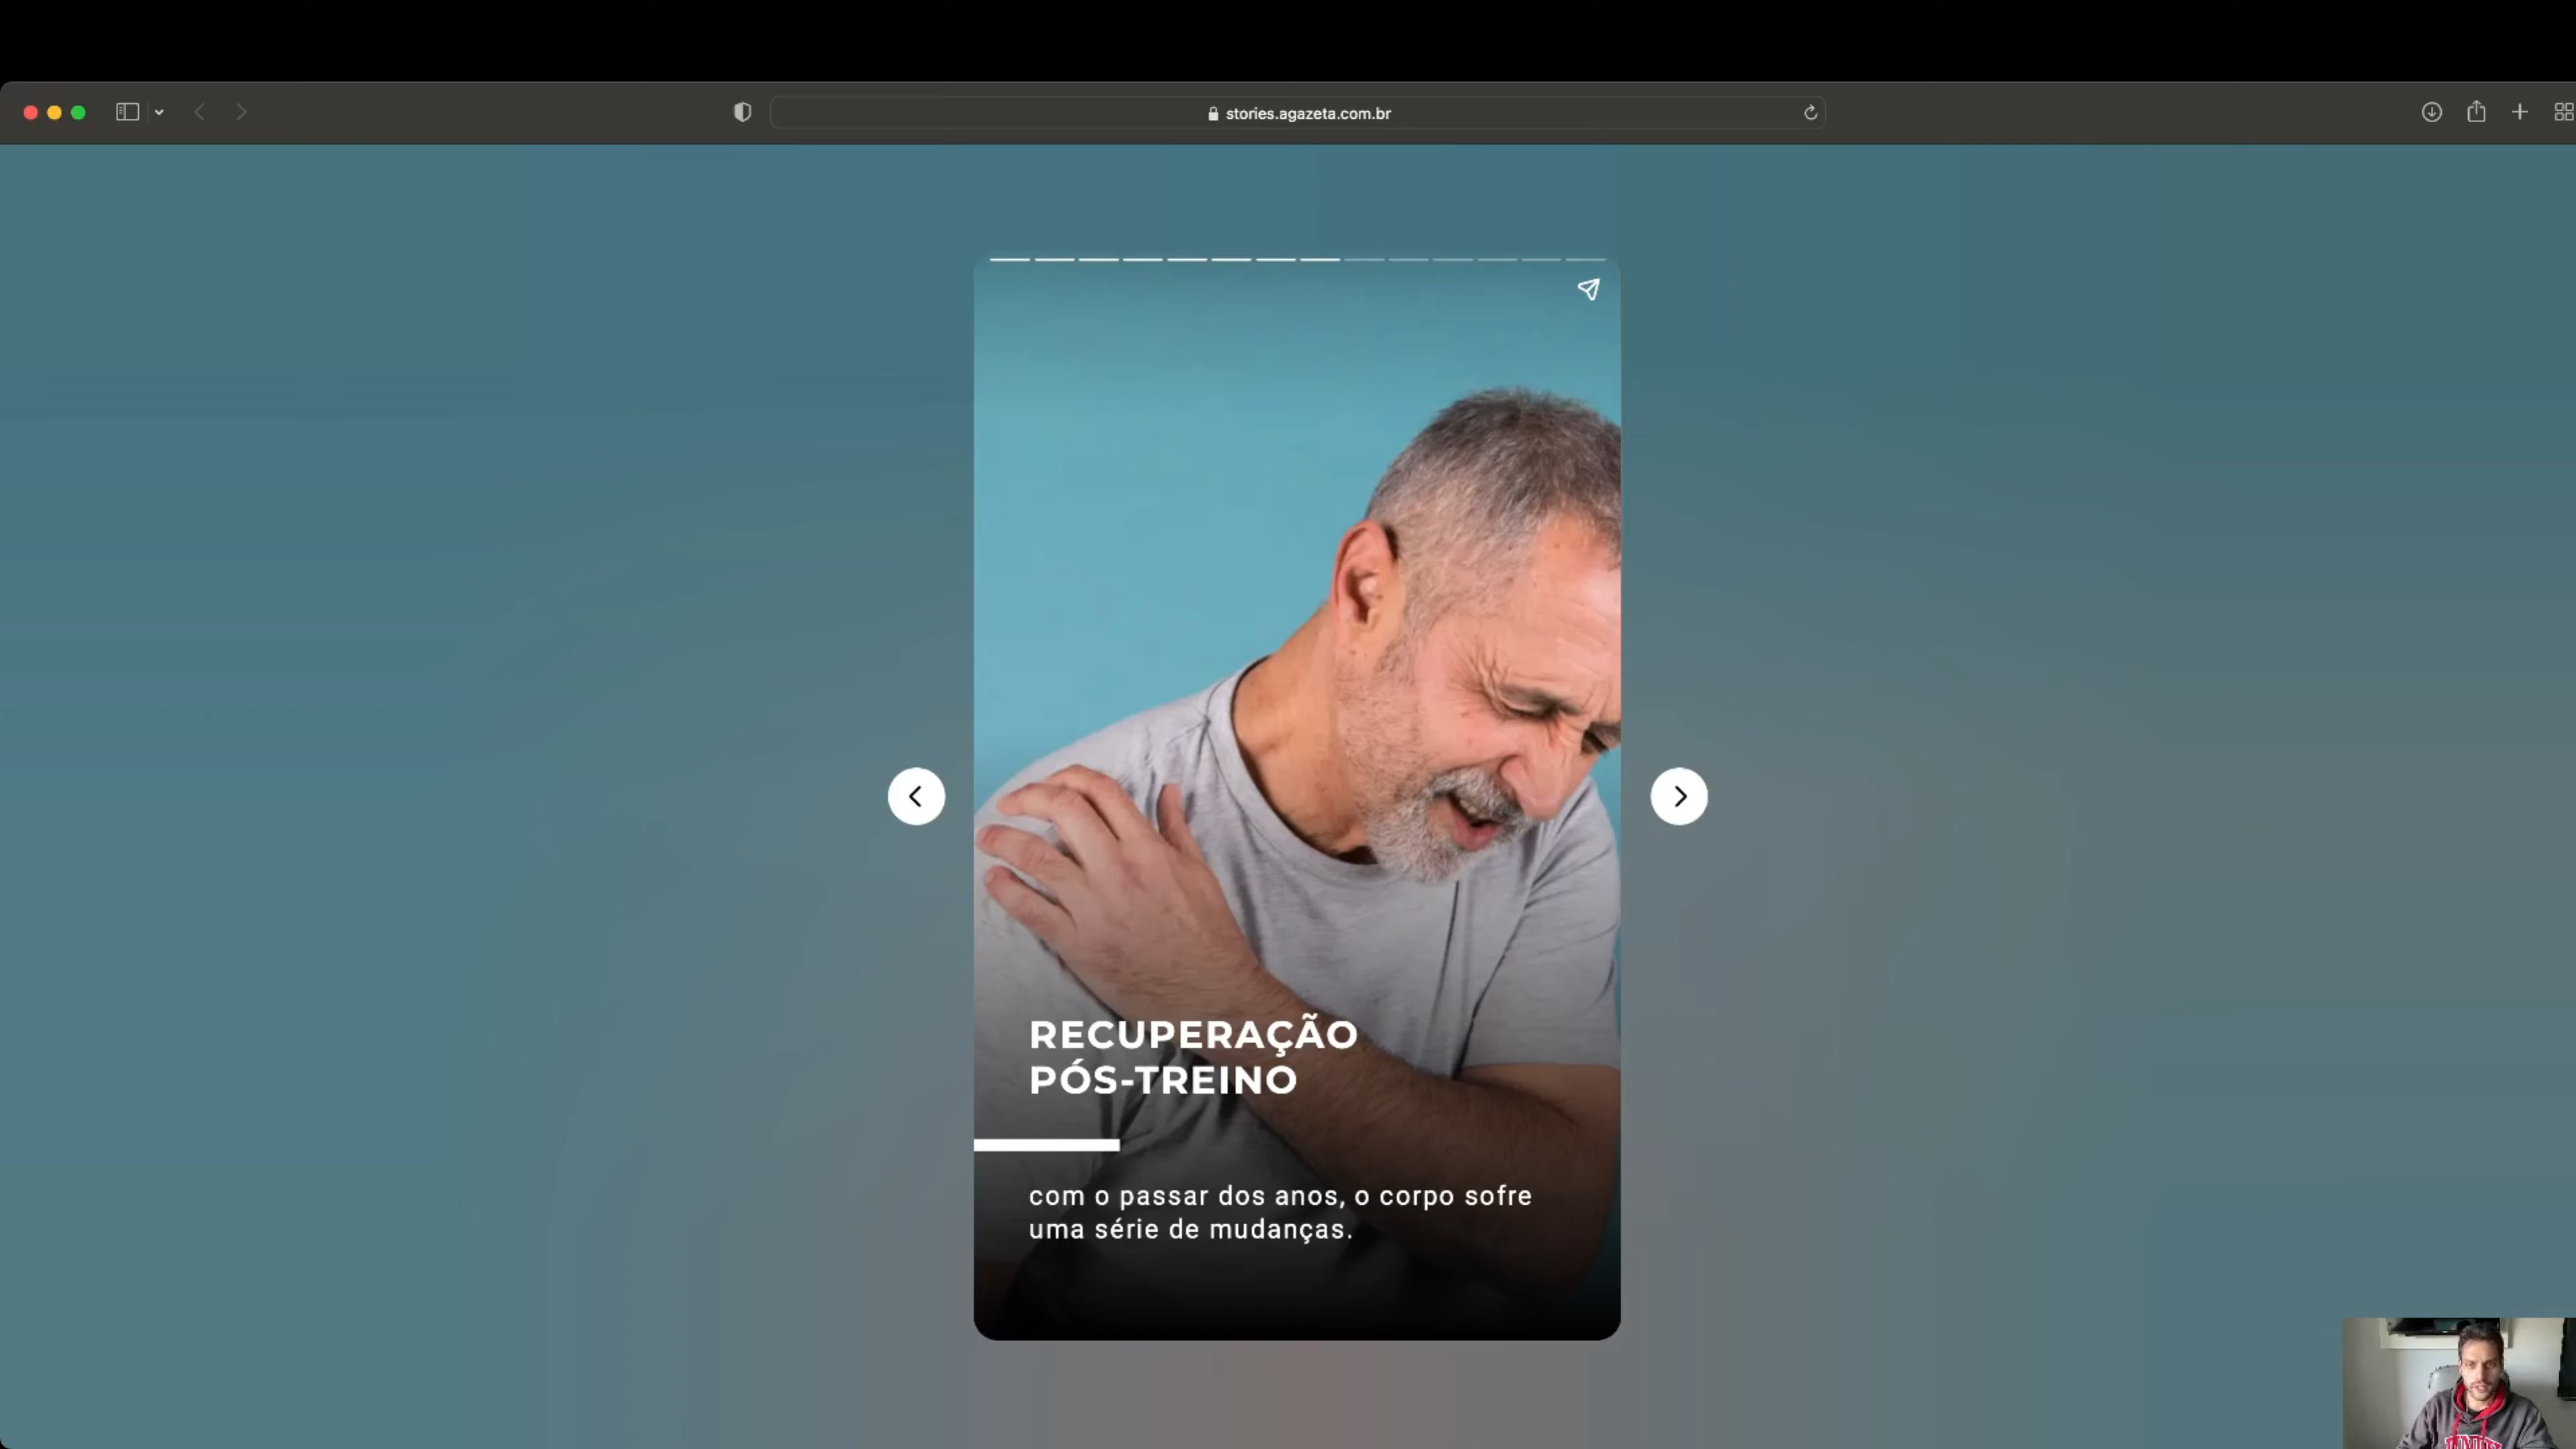 stories.agazeta.com.br
RECUPERAÇÃO
PÓS-TREINO
com o passar dos anos, o corpo sofre
uma série de mudanças.